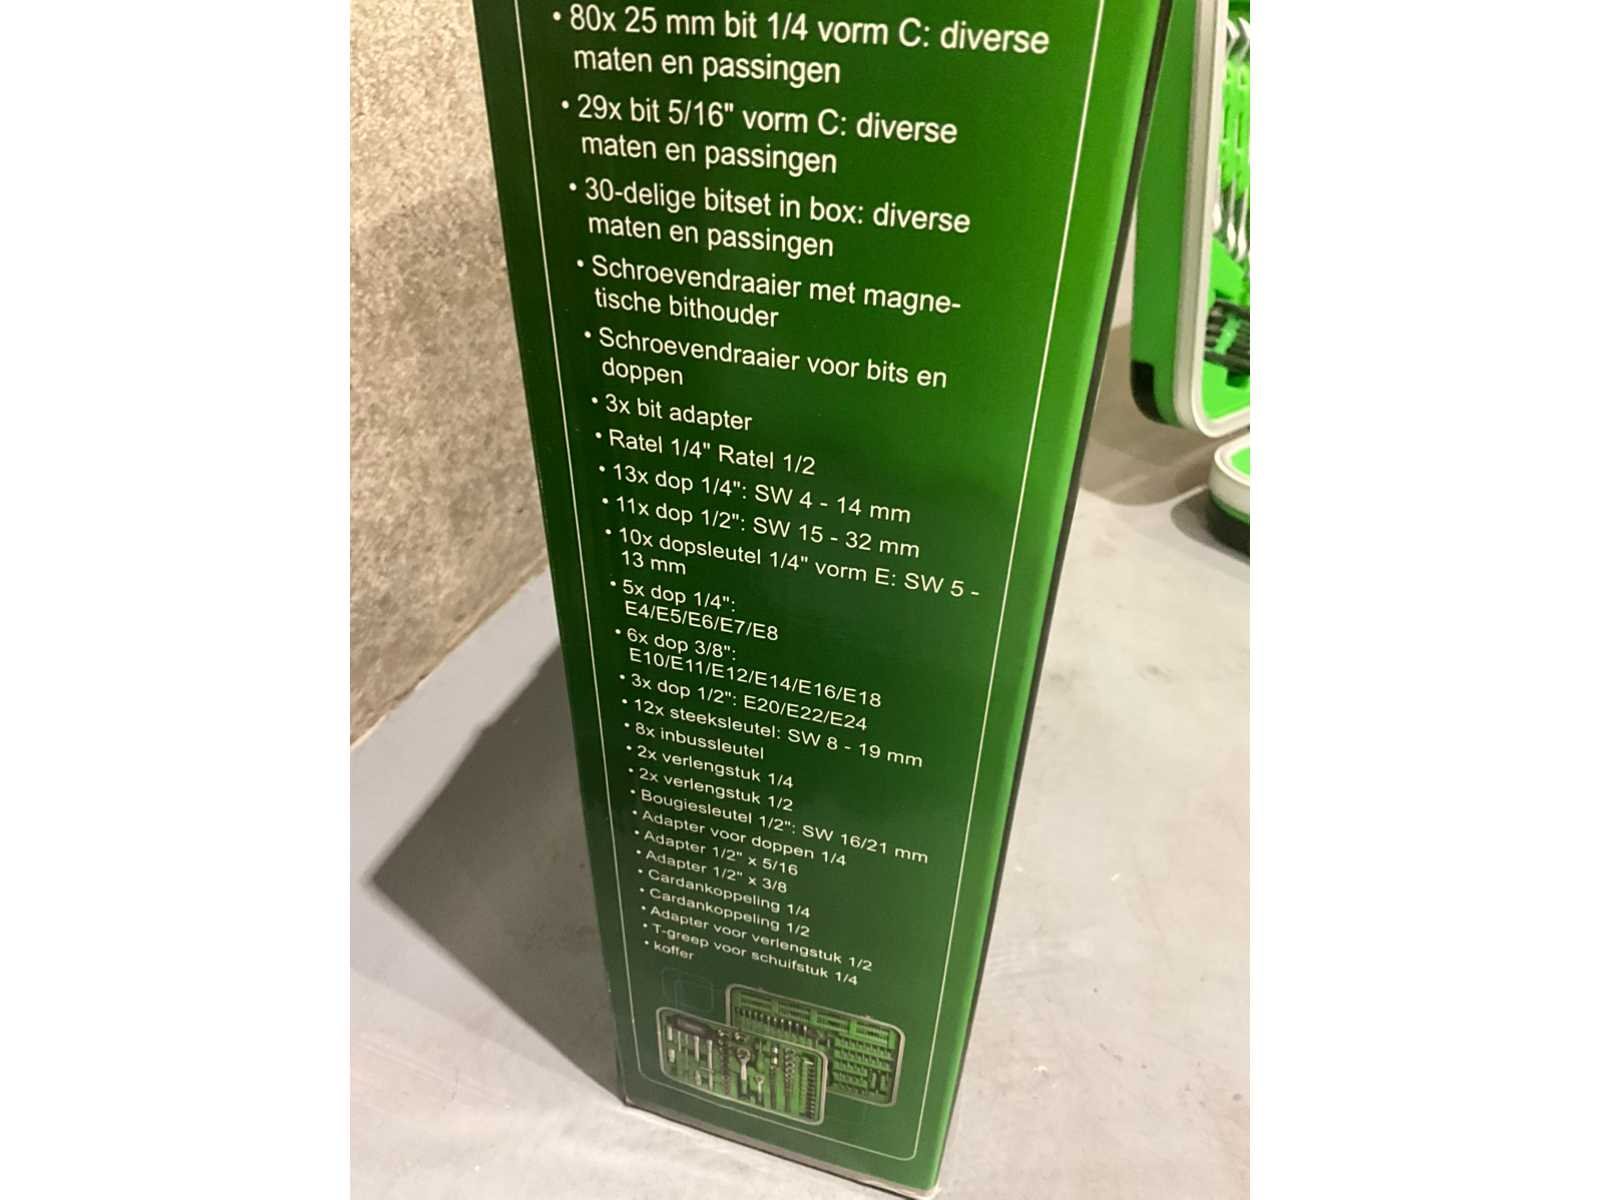 • 80x 25 mm bit 1/4 vorm C: diverse
maten en passingen
• 29x bit 5/16" vorm C: diverse
maten en passingen
• 30-delige bitset in box: diverse
maten en passingen
• Schroevendraaier met magne-
tische bithouder
• Schroevendraaier voor bits en
doppen
• 3x bit adapter
• Ratel 1/4" Ratel 1/2
• 13x dop 1/4": SW 4 - 14 mm
• 11x dop 1/2": SW 15 - 32 mm
• 10x dopsleutel 1/4" vorm E: SW 5 -
13 mm
• 5x dop 1/4":
E4/E5/E6/E7/E8
• 6x dop 3/8":
E10/E11/E12/E14/E16/E18
• 3x dop 1/2": E20/E22/E24
• 12x steeksleutel: SW 8 - 19 mm
• 8x inbussleutel
• 2x verlengstuk 1/4
• 2x verlengstuk 1/2
• Bougiesleutel 1/2": SW 16/21 mm
• Adapter voor doppen 1/4
• Adapter 1/2" x 5/16
• Adapter 1/2" x 3/8
• Cardankoppeling 1/4
• Cardankoppeling 1/2
• Adapter voor verlengstuk 1/2
• T-greep voor schuifstuk 1/4
• koffer